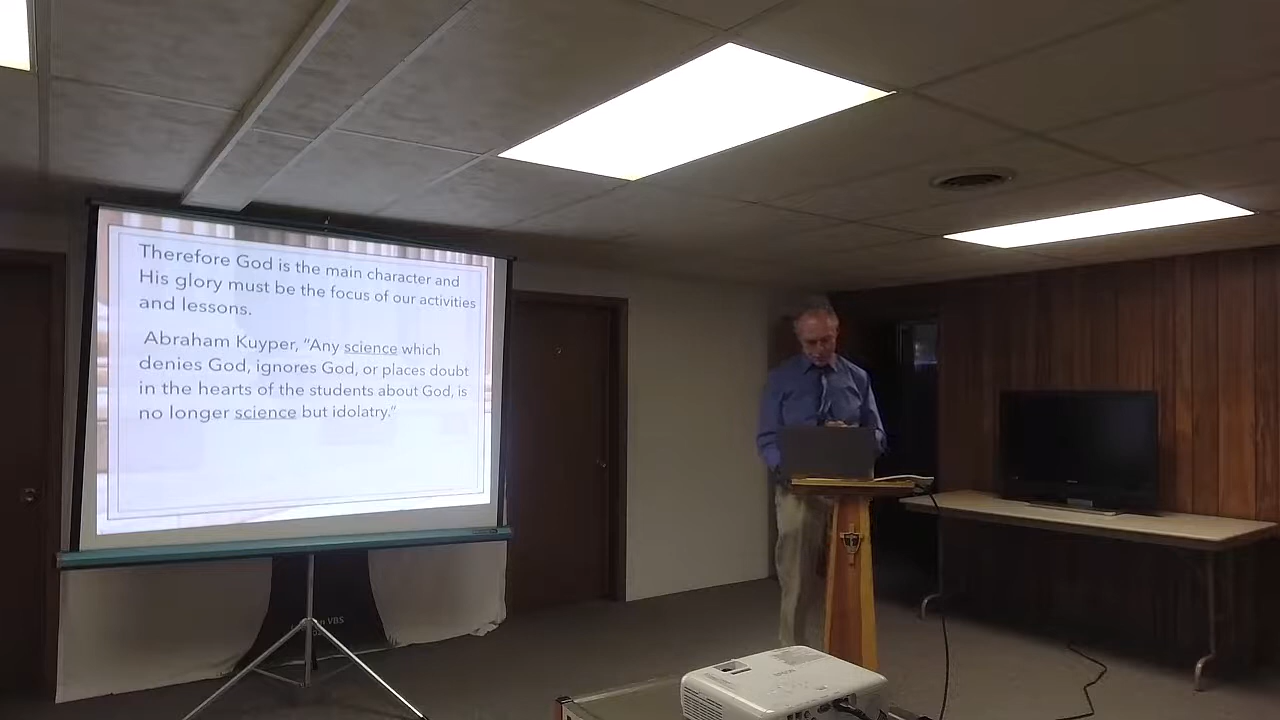 Therefore God is the main character and
His glory must be the focus of our activities
and lessons.
Abraham Kuyper, “Any science which
denies God, ignores God, or places doubt
in the hearts of the students about God, is
no longer science but idolatry.”
VBS
EPSON